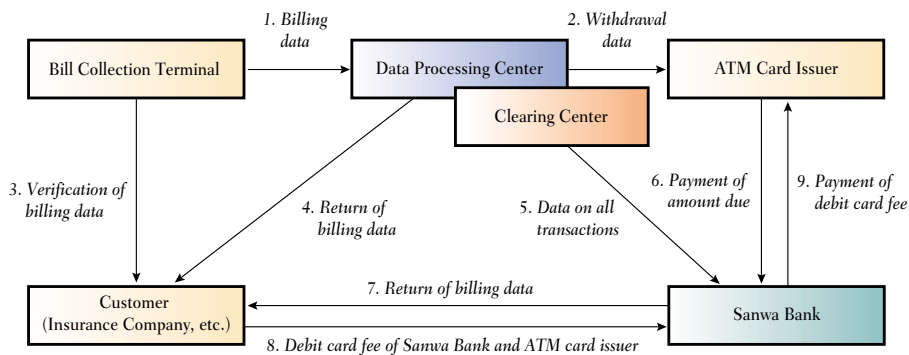 1. Billing
data
2. Withdrawal
data
Bill Collection Terminal
Data Processing Center
ATM Card Issuer
Clearing Center
3. Verification of
billing data
4. Return of
billing data
5. Data on all
transactions
6. Payment of
amount due
9. Payment of
debit card fee
Customer
(Insurance Company, etc.)
7. Return of billing data
Sanwa Bank
8. Debit card fee of Sanwa Bank and ATM card issuer